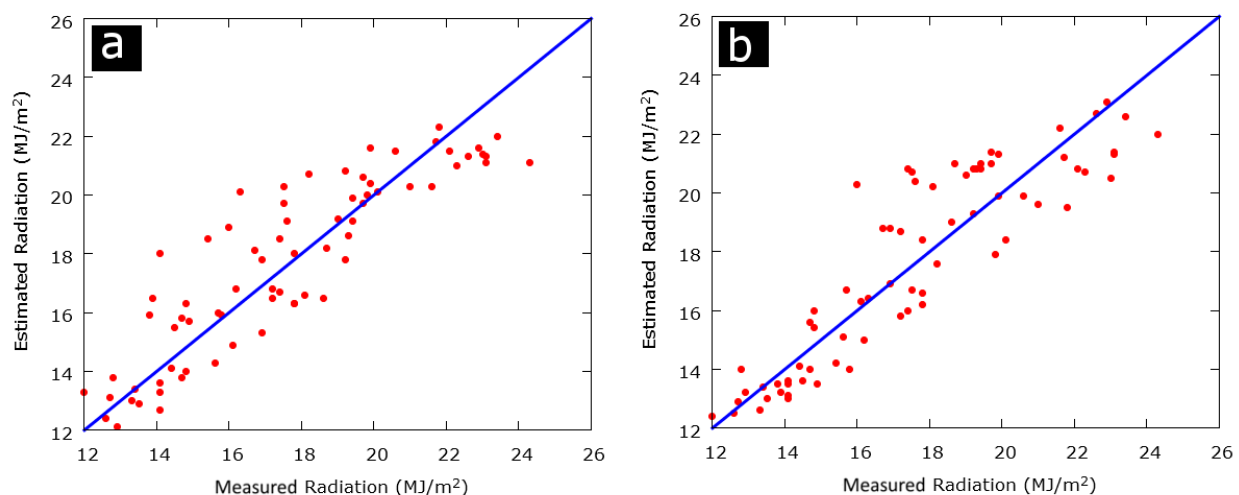 a
26
24
22
20
18
16
14
12
Estimated Radiation (MJ/m²)
12 14 16 18 20 22 24 26
Measured Radiation (MJ/m²)
b
26
24
22
20
18
16
14
12
Estimated Radiation (MJ/m²)
12 14 16 18 20 22 24 26
Measured Radiation (MJ/m²)